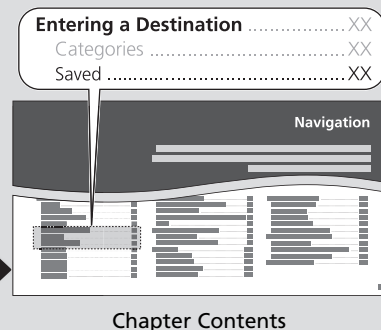 Entering a Destination ............... XX
Categories ........................................ XX
Saved ................................................ XX
Navigation
Chapter Contents